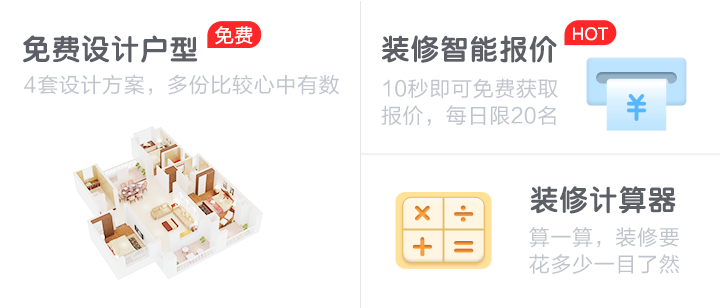 免费设计户型
免费
4套设计方案，多份比较心中有数
装修智能报价
HOT
10秒即可免费获取
报价，每日限20名
¥
装修计算器
算一算，装修要
花多少一目了然
× ÷
+ =